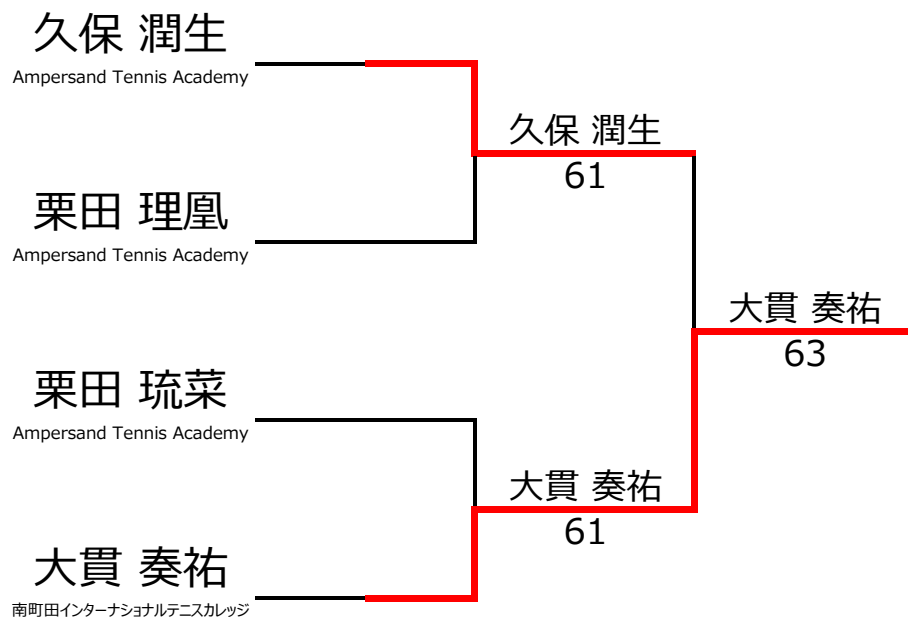 久保 潤生
Ampersand Tennis Academy
久保 潤生
61
栗田 理凰
Ampersand Tennis Academy
大貫 奏祐
63
栗田 琉菜
Ampersand Tennis Academy
大貫 奏祐
61
大貫 奏祐
南町田インターナショナルテニスカレッジ